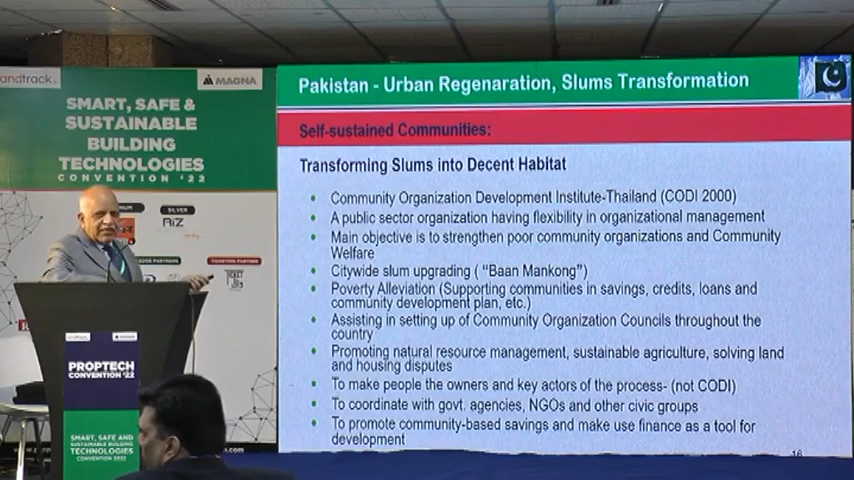 andtrack
MAGNA
SMART, SAFE &
SUSTAINABLE
BUILDING
TECHNOLOGIES
CONVENTION '22
SILVER
RiZ
TICKETING PARTNER
TICKET
PROPTECH
CONVENTION '22
SMART, SAFE AND
SUSTAINABLE BUILDING
TECHNOLOGIES
CONVENTION 2022
Pakistan - Urban Regenaration, Slums Transformation
Self-sustained Communities:
Transforming Slums into Decent Habitat
• Community Organization Development Institute-Thailand (CODI 2000)
• A public sector organization having flexibility in organizational management
• Main objective is to strengthen poor community organizations and Community
Welfare
• Citywide slum upgrading ( “Baan Mankong”)
• Poverty Alleviation (Supporting communities in savings, credits, loans and
community development plan, etc.)
• Assisting in setting up of Community Organization Councils throughout the
country
• Promoting natural resource management, sustainable agriculture, solving land
and housing disputes
• To make people the owners and key actors of the process- (not CODI)
• To coordinate with govt. agencies, NGOs and other civic groups
• To promote community-based savings and make use finance as a tool for
development
16